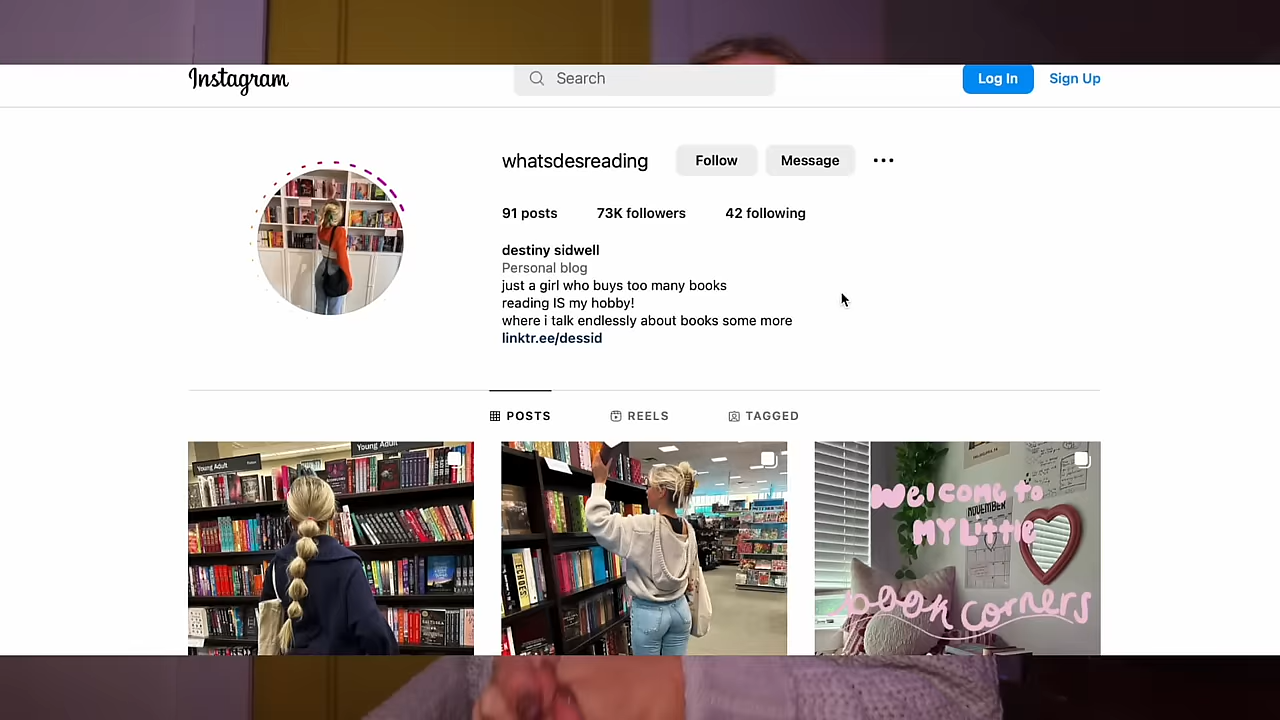 Instagram
Search
Log In
Sign Up
whatsdesreading
Follow
Message
91 posts
73K followers
42 following
destiny sidwell
Personal blog
just a girl who buys too many books
reading IS my hobby!
where i talk endlessly about books some more
linktr.ee/dessid
POSTS
REELS
TAGGED
Young Adult
Young Adult
ECHOES
welcome to
NOVEMBER
MY Little
book corners